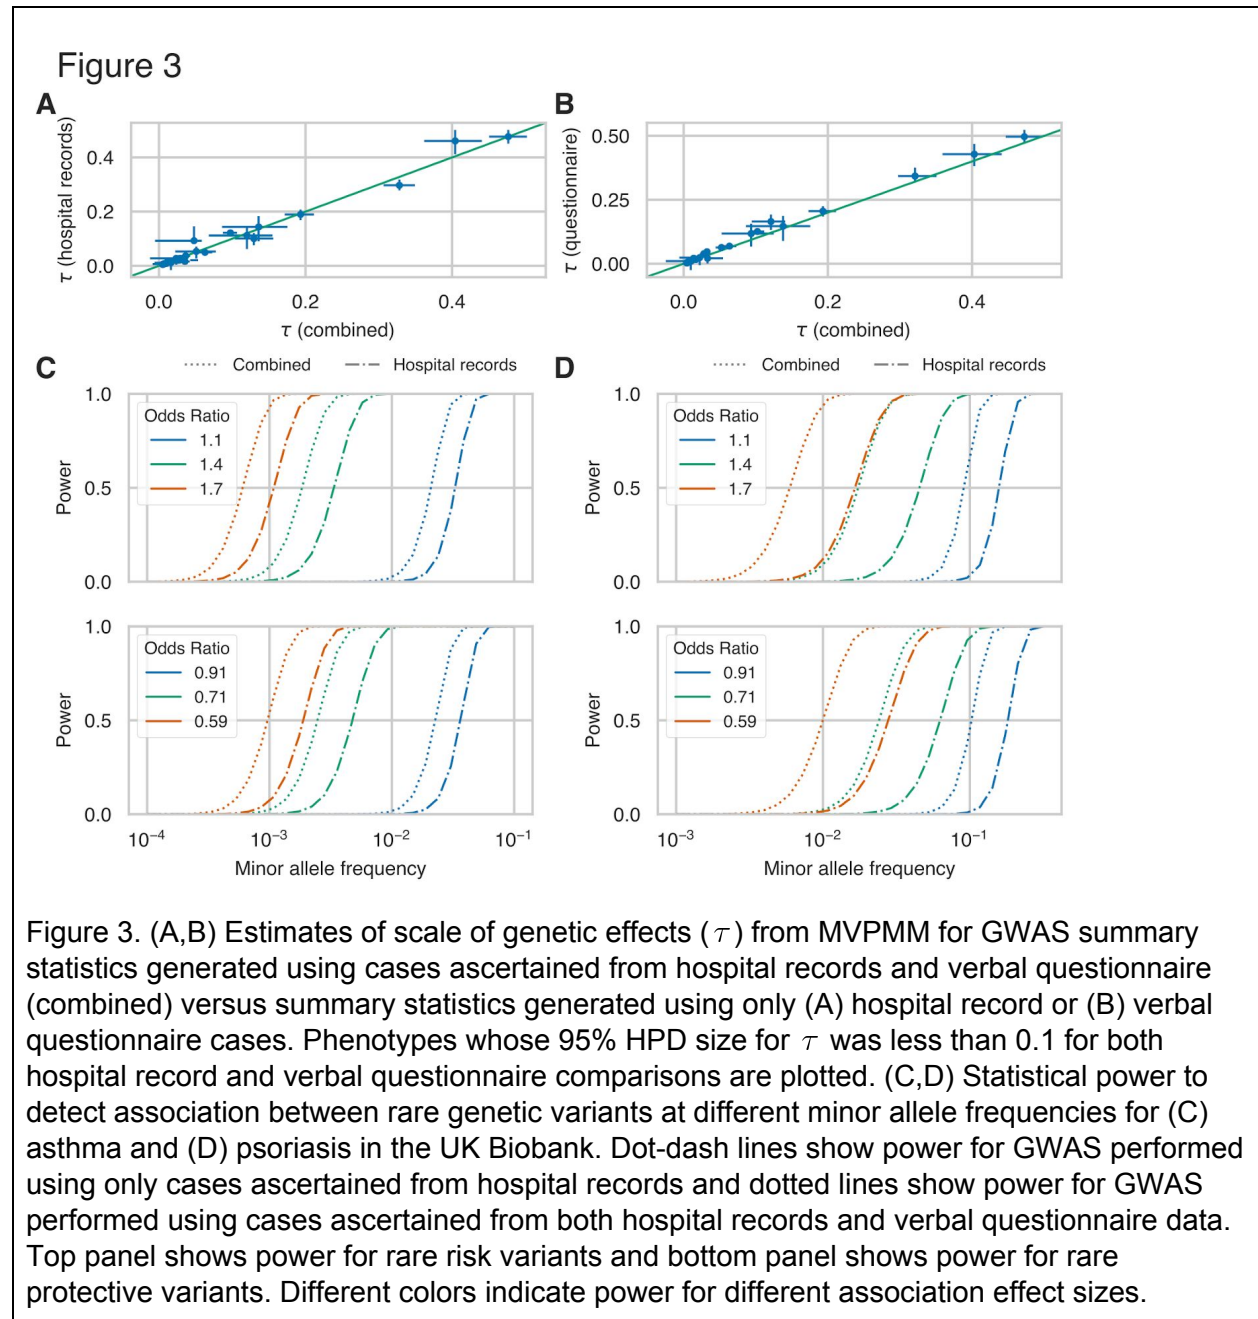 Figure 3
A
τ (hospital records)
0.4
0.2
0.0
0.0 0.2 0.4
τ (combined)
B
τ (questionnaire)
0.50
0.25
0.00
0.0 0.2 0.4
τ (combined)
C
Combined Hospital records
Power
1.0
0.5
0.0
Odds Ratio
1.1
1.4
1.7
Power
1.0
0.5
0.0
Odds Ratio
0.91
0.71
0.59
10⁻⁴ 10⁻³ 10⁻² 10⁻¹
Minor allele frequency
D
Combined Hospital records
Power
1.0
0.5
0.0
Odds Ratio
1.1
1.4
1.7
Power
1.0
0.5
0.0
Odds Ratio
0.91
0.71
0.59
10⁻³ 10⁻² 10⁻¹
Minor allele frequency
Figure 3. (A,B) Estimates of scale of genetic effects (τ) from MVPMM for GWAS summary
statistics generated using cases ascertained from hospital records and verbal questionnaire
(combined) versus summary statistics generated using only (A) hospital record or (B) verbal
questionnaire cases. Phenotypes whose 95% HPD size for τ was less than 0.1 for both
hospital record and verbal questionnaire comparisons are plotted. (C,D) Statistical power to
detect association between rare genetic variants at different minor allele frequencies for (C)
asthma and (D) psoriasis in the UK Biobank. Dot-dash lines show power for GWAS performed
using only cases ascertained from hospital records and dotted lines show power for GWAS
performed using cases ascertained from both hospital records and verbal questionnaire data.
Top panel shows power for rare risk variants and bottom panel shows power for rare
protective variants. Different colors indicate power for different association effect sizes.